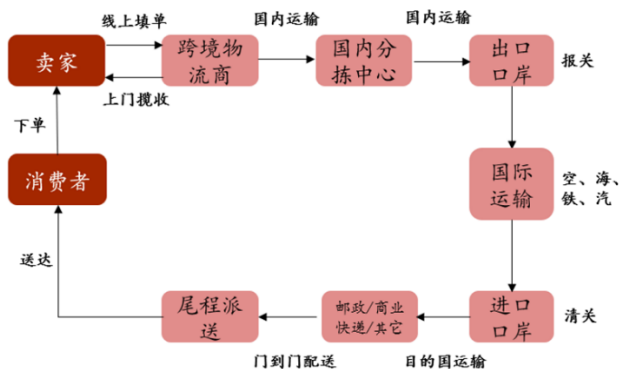 线上填单
国内运输
国内运输
卖家
跨境物
流商
国内分
拣中心
出口
口岸
报关
上门揽收
下单
消费者
国际
运输
空、海、
铁、汽
送达
尾程派
送
邮政/商业
快递/其它
进口
口岸
清关
门到门配送
目的国运输